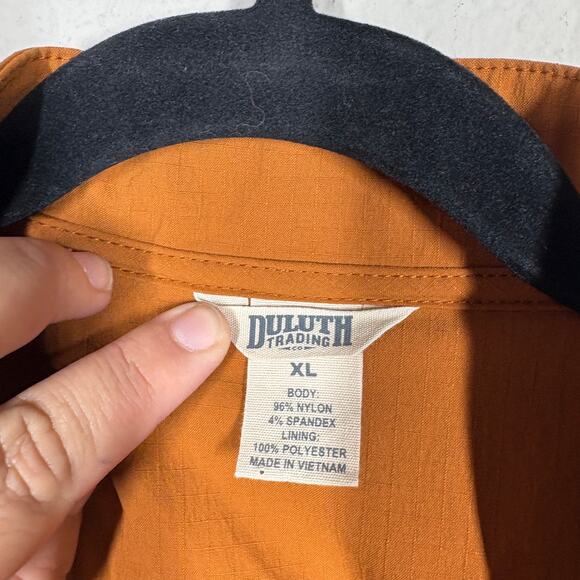 DULUTH
TRADING
CO
XL
BODY:
96% NYLON
4% SPANDEX
LINING:
100% POLYESTER
MADE IN VIETNAM